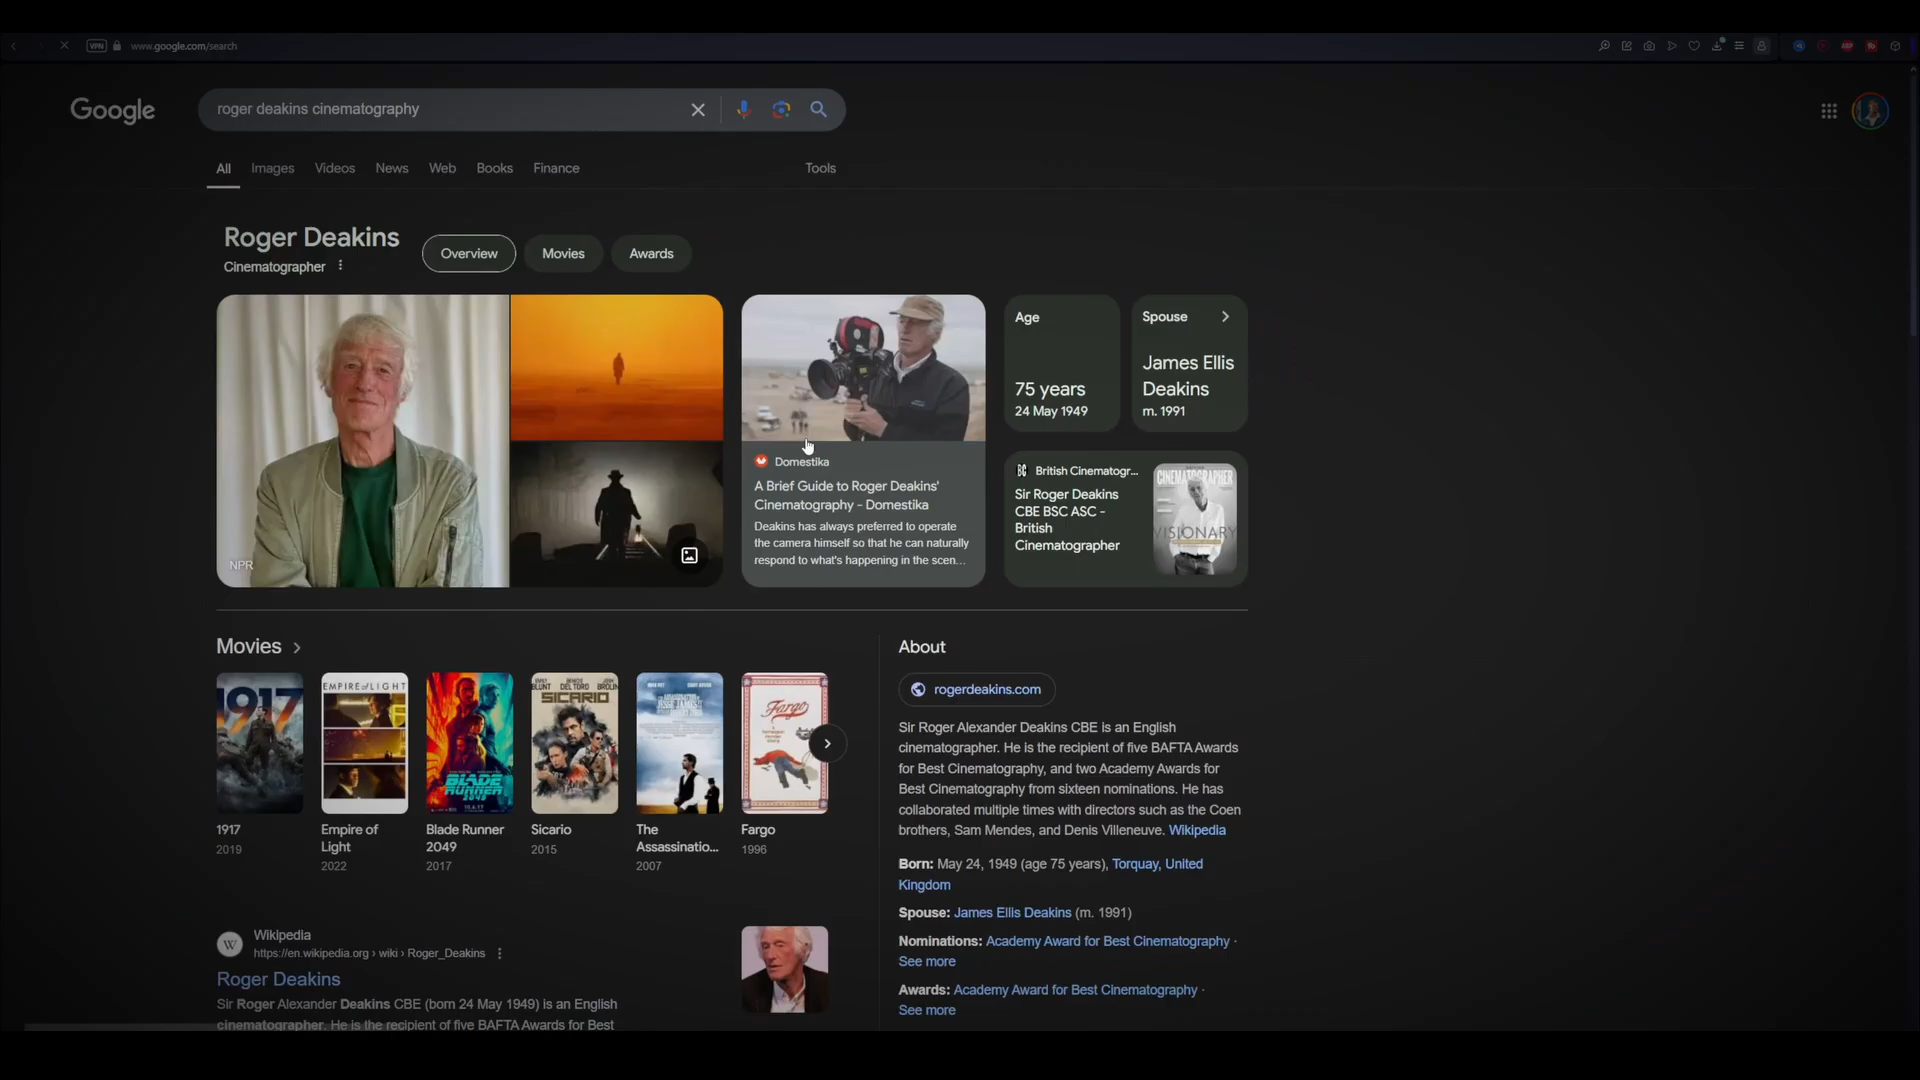 VPN www.google.com/search
Google
roger deakins cinematography
All Images Videos News Web Books Finance Tools
Roger Deakins
Cinematographer
Overview Movies Awards
NPR
Domestika
A Brief Guide to Roger Deakins'
Cinematography - Domestika
Deakins has always preferred to operate
the camera himself so that he can naturally
respond to what's happening in the scen...
Age
75 years
24 May 1949
Spouse
James Ellis
Deakins
m. 1991
British Cinematogr...
Sir Roger Deakins
CBE BSC ASC -
British
Cinematographer
CINEMATOGRAPHER
VISIONARY
Movies
1917
EMPIRE of LIGHT
BLADE
RUNNER
2049
SICARIO
Fargo
1917
2019
Empire of
Light
2022
Blade Runner
2049
2017
Sicario
2015
The
Assassinatio...
2007
Fargo
1996
Wikipedia
https://en.wikipedia.org › wiki › Roger_Deakins
Roger Deakins
Sir Roger Alexander Deakins CBE (born 24 May 1949) is an English
cinematographer. He is the recipient of five BAFTA Awards for Best
About
rogerdeakins.com
Sir Roger Alexander Deakins CBE is an English
cinematographer. He is the recipient of five BAFTA Awards
for Best Cinematography, and two Academy Awards for
Best Cinematography from sixteen nominations. He has
collaborated multiple times with directors such as the Coen
brothers, Sam Mendes, and Denis Villeneuve. Wikipedia
Born: May 24, 1949 (age 75 years), Torquay, United
Kingdom
Spouse: James Ellis Deakins (m. 1991)
Nominations: Academy Award for Best Cinematography ·
See more
Awards: Academy Award for Best Cinematography ·
See more